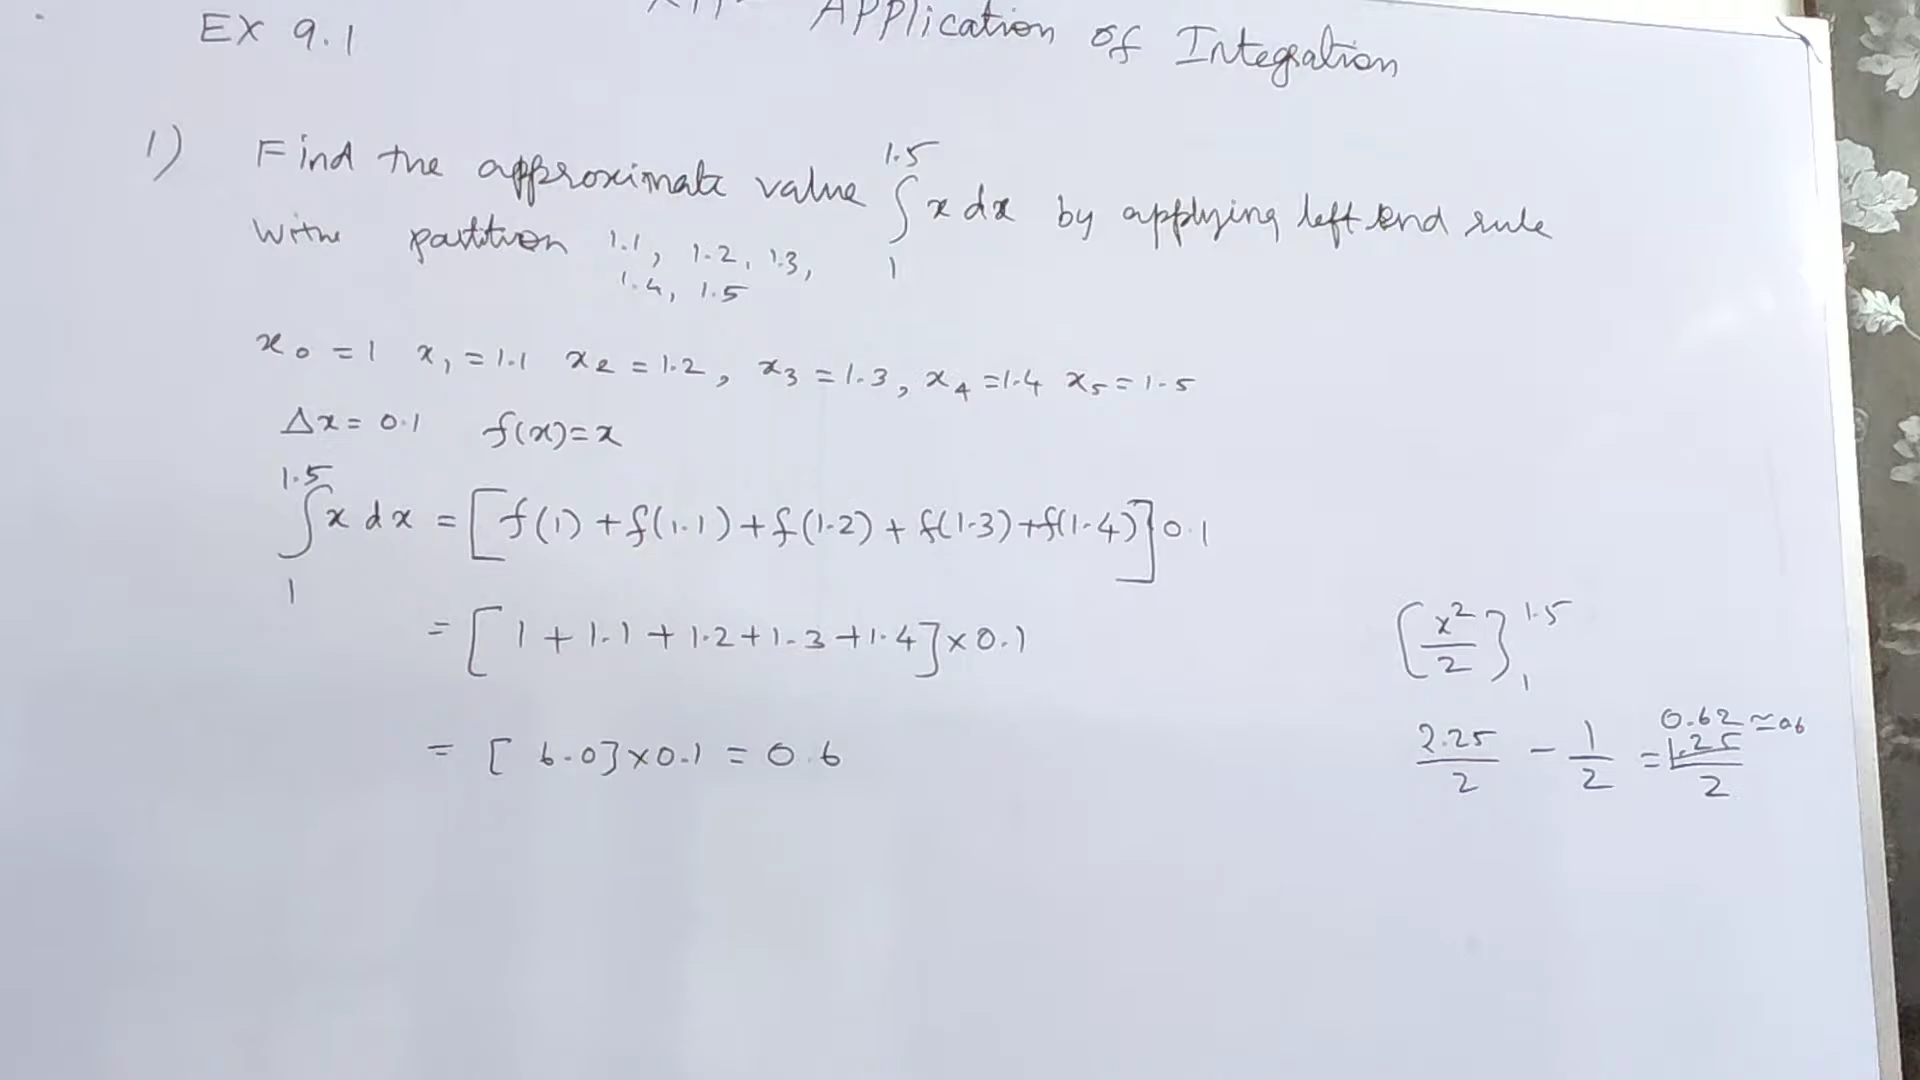 EX 9.1
Application of Integration
1) Find the approximate value ∫₁^1.5 x dx by applying left end rule
with partition 1.1, 1.2, 1.3,
1.4, 1.5
x₀ = 1 x₁ = 1.1 x₂ = 1.2, x₃ = 1.3, x₄ = 1.4 x₅ = 1.5
Δx = 0.1 f(x) = x
∫₁^1.5 x dx = [f(1) + f(1.1) + f(1.2) + f(1.3) + f(1.4)] 0.1
= [1 + 1.1 + 1.2 + 1.3 + 1.4] × 0.1
= [6.0] × 0.1 = 0.6
[x²/2]₁^1.5
2.25/2 - 1/2 = 1.25/2
0.62 ≃ 0.6